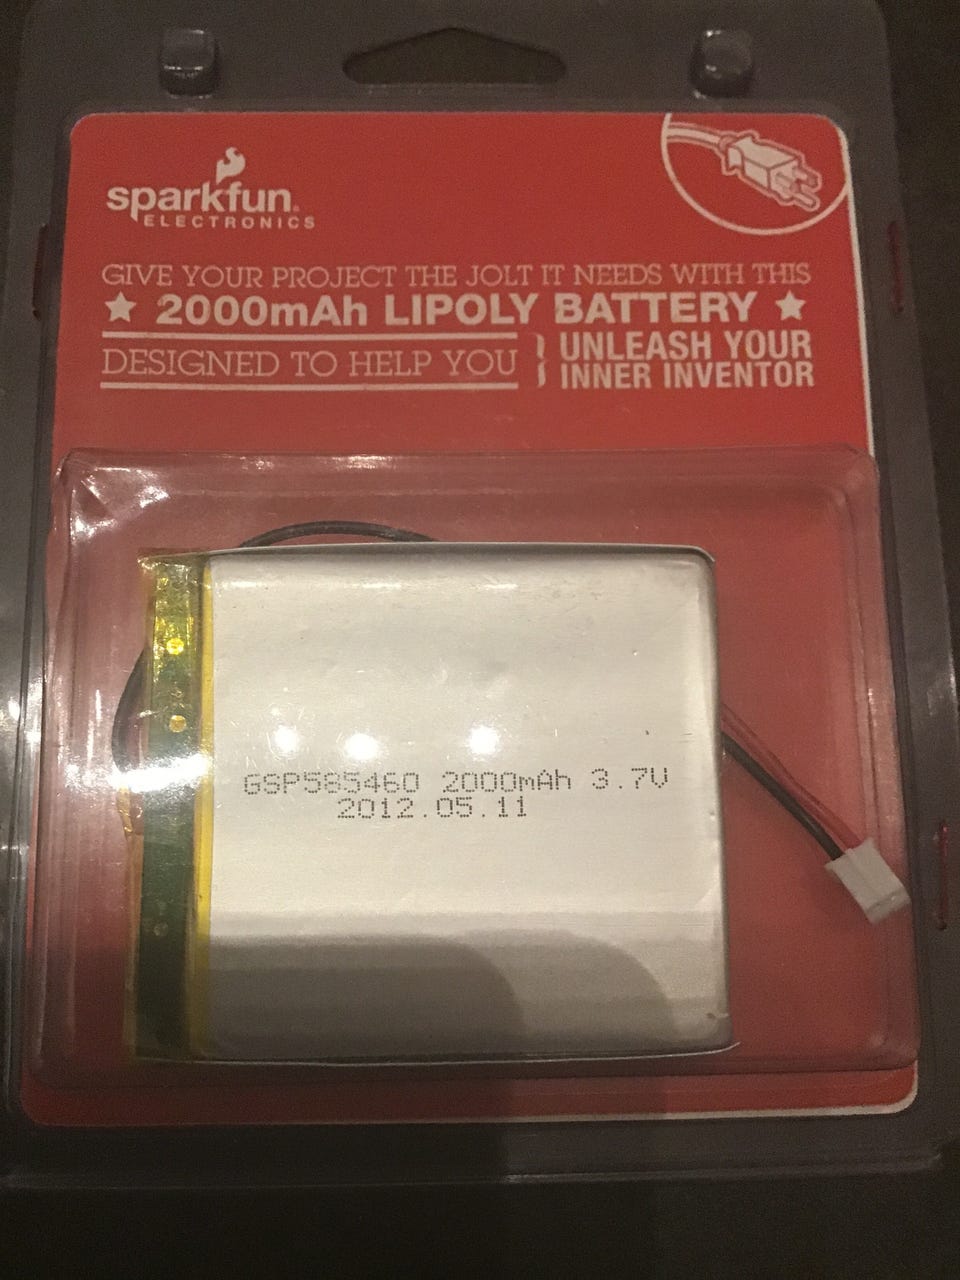 sparkfun
ELECTRONICS
GIVE YOUR PROJECT THE JOLT IT NEEDS WITH THIS
★ 2000mAh LIPOLY BATTERY ★
DESIGNED TO HELP YOU } UNLEASH YOUR
INNER INVENTOR
GSP585460 2000mAh 3.7V
2012.05.11